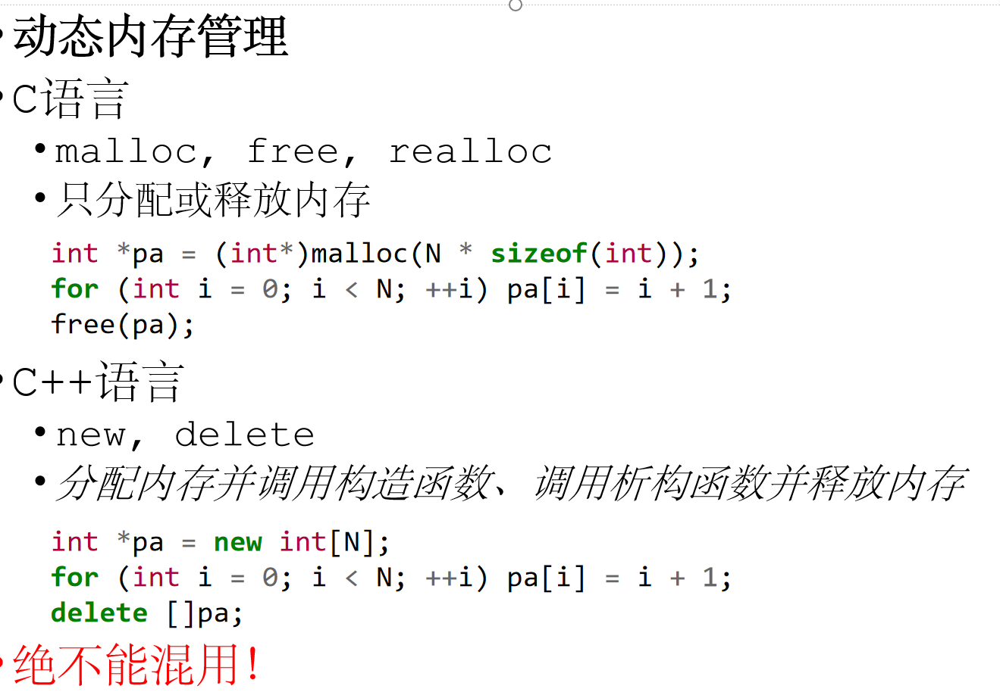 •动态内存管理
•C语言
•malloc, free, realloc
•只分配或释放内存
int *pa = (int*)malloc(N * sizeof(int));
for (int i = 0; i < N; ++i) pa[i] = i + 1;
free(pa);
•C++语言
•new, delete
•分配内存并调用构造函数、调用析构函数并释放内存
int *pa = new int[N];
for (int i = 0; i < N; ++i) pa[i] = i + 1;
delete []pa;
•绝不能混用!